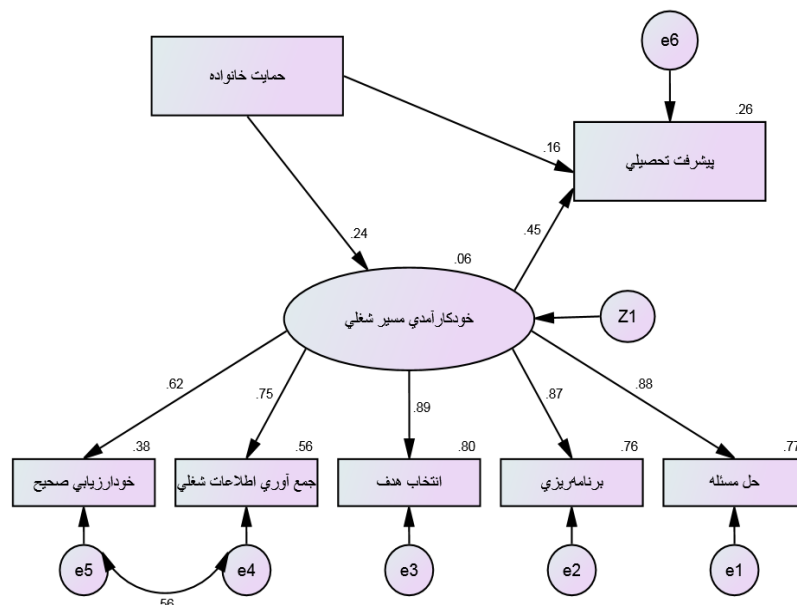 e6
حمايت خانواده
.26
پيشرفت تحصيلي
.16
.24
.45
.06
خودكارآمدي مسير شغلي
Z1
.62
.75
.89
.87
.88
.38
.56
.80
.76
.77
خودارزيابي صحيح
جمع آوري اطلاعات شغلي
انتخاب هدف
برنامه‌ريزي
حل مسئله
e5
e4
e3
e2
e1
.56